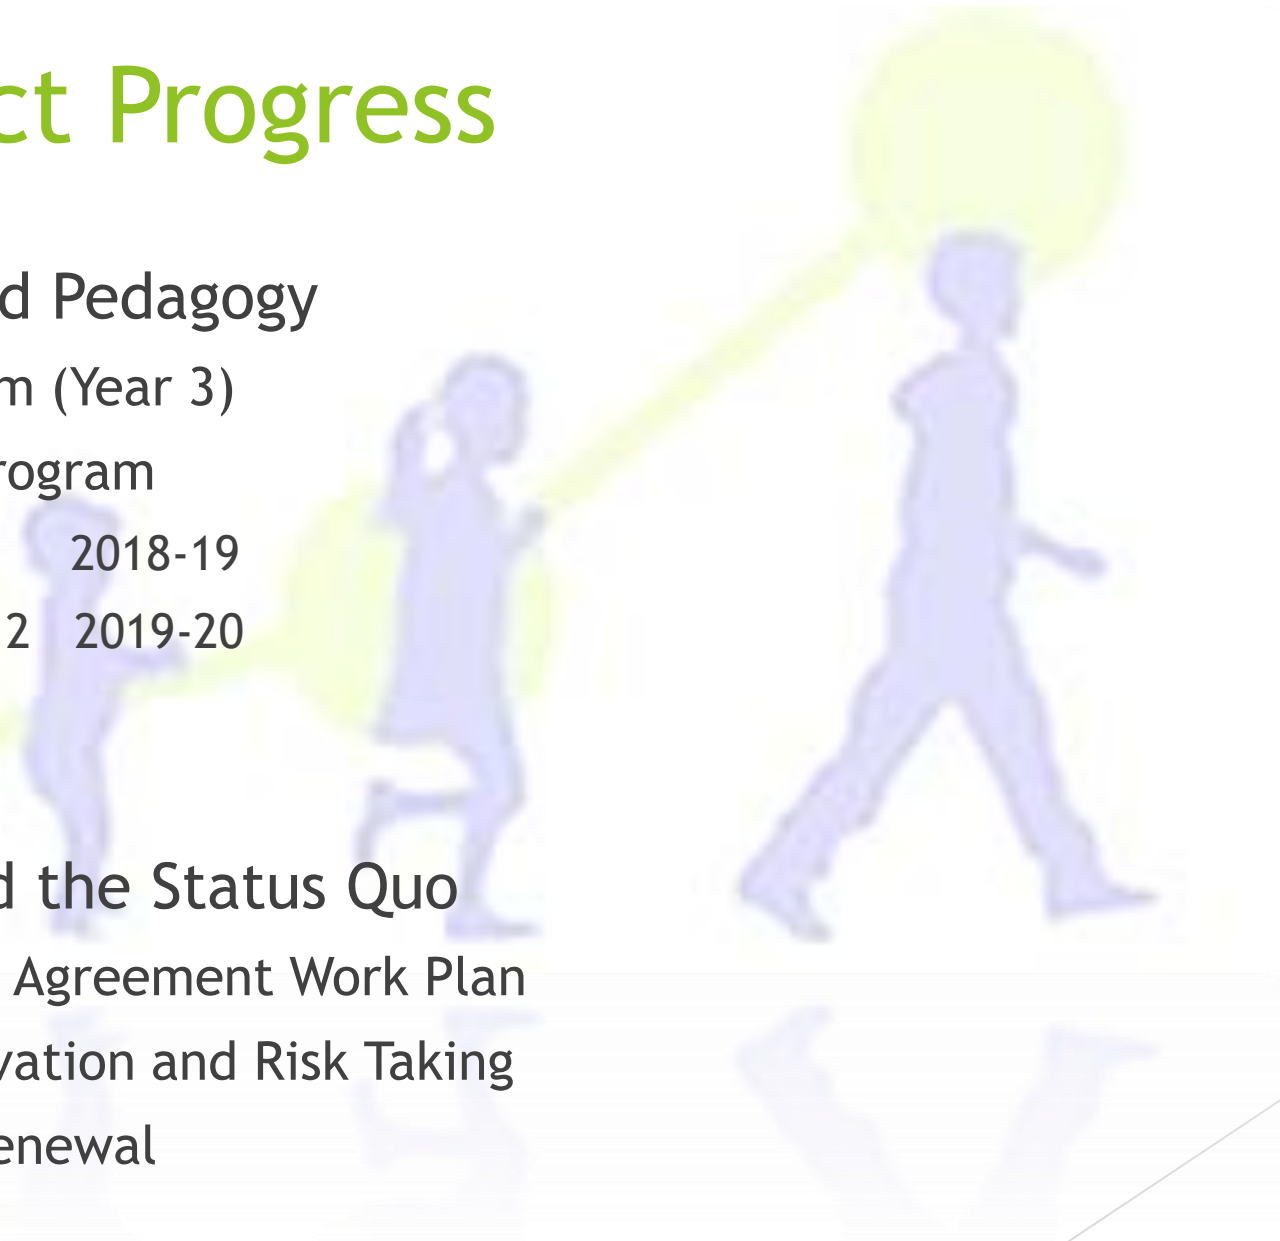 ct Progress
d Pedagogy
m (Year 3)
rogram
2018-19
2 2019-20
d the Status Quo
Agreement Work Plan
vation and Risk Taking
enewal